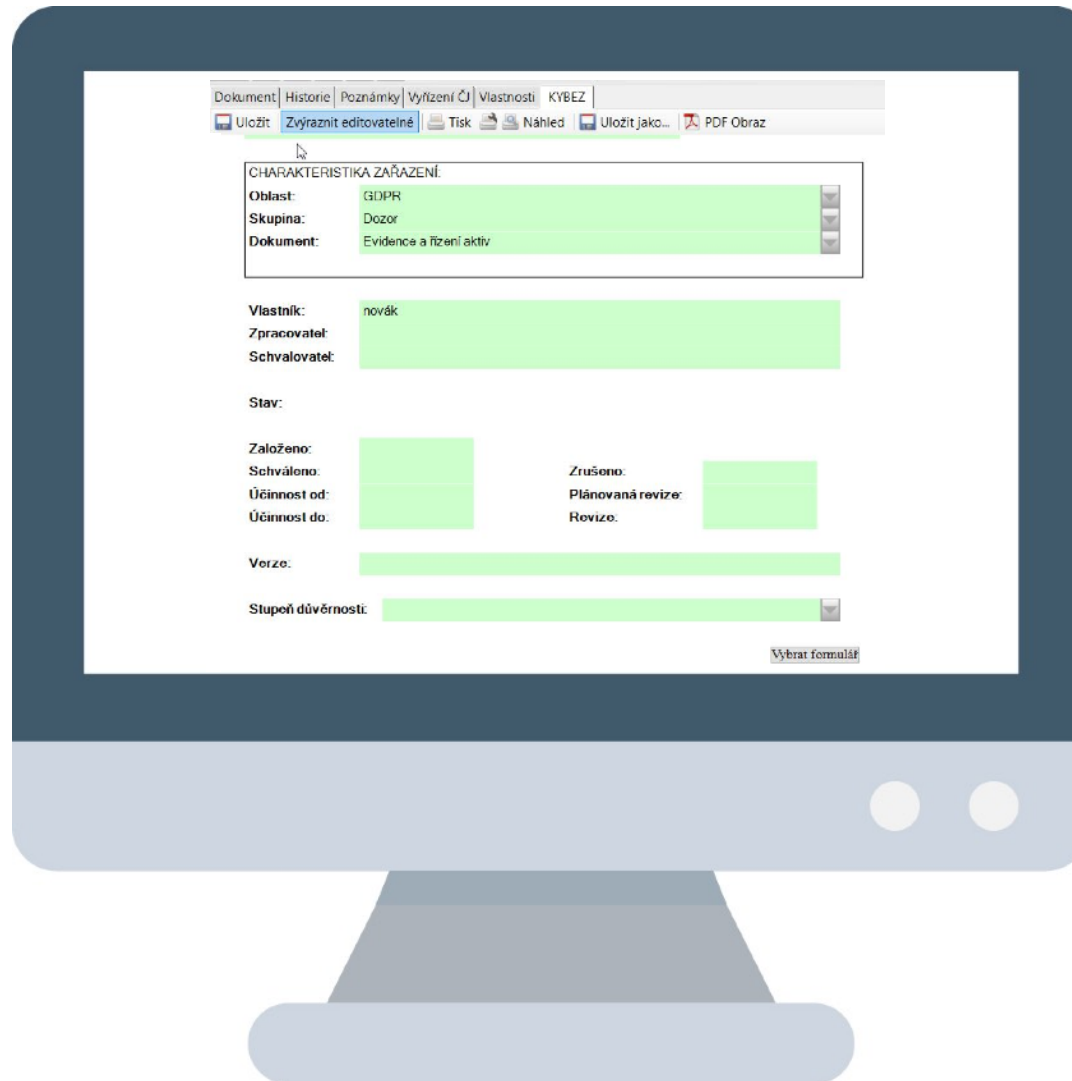 Dokument Historie Poznámky Vyřízení ČJ Vlastnosti KYBEZ
Uložit Zvýraznit editovatelné Tisk Náhled Uložit jako... PDF Obraz
CHARAKTERISTIKA ZAŘAZENÍ:
Oblast: GDPR
Skupina: Dozor
Dokument: Evidence a řízení aktiv
Vlastník: novák
Zpracovatel:
Schvalovatel:
Stav:
Založeno:
Schváleno: Zrušeno:
Účinnost od: Plánovaná revize:
Účinnost do: Revize:
Verze:
Stupeň důvěrnosti:
Vybrat formulář